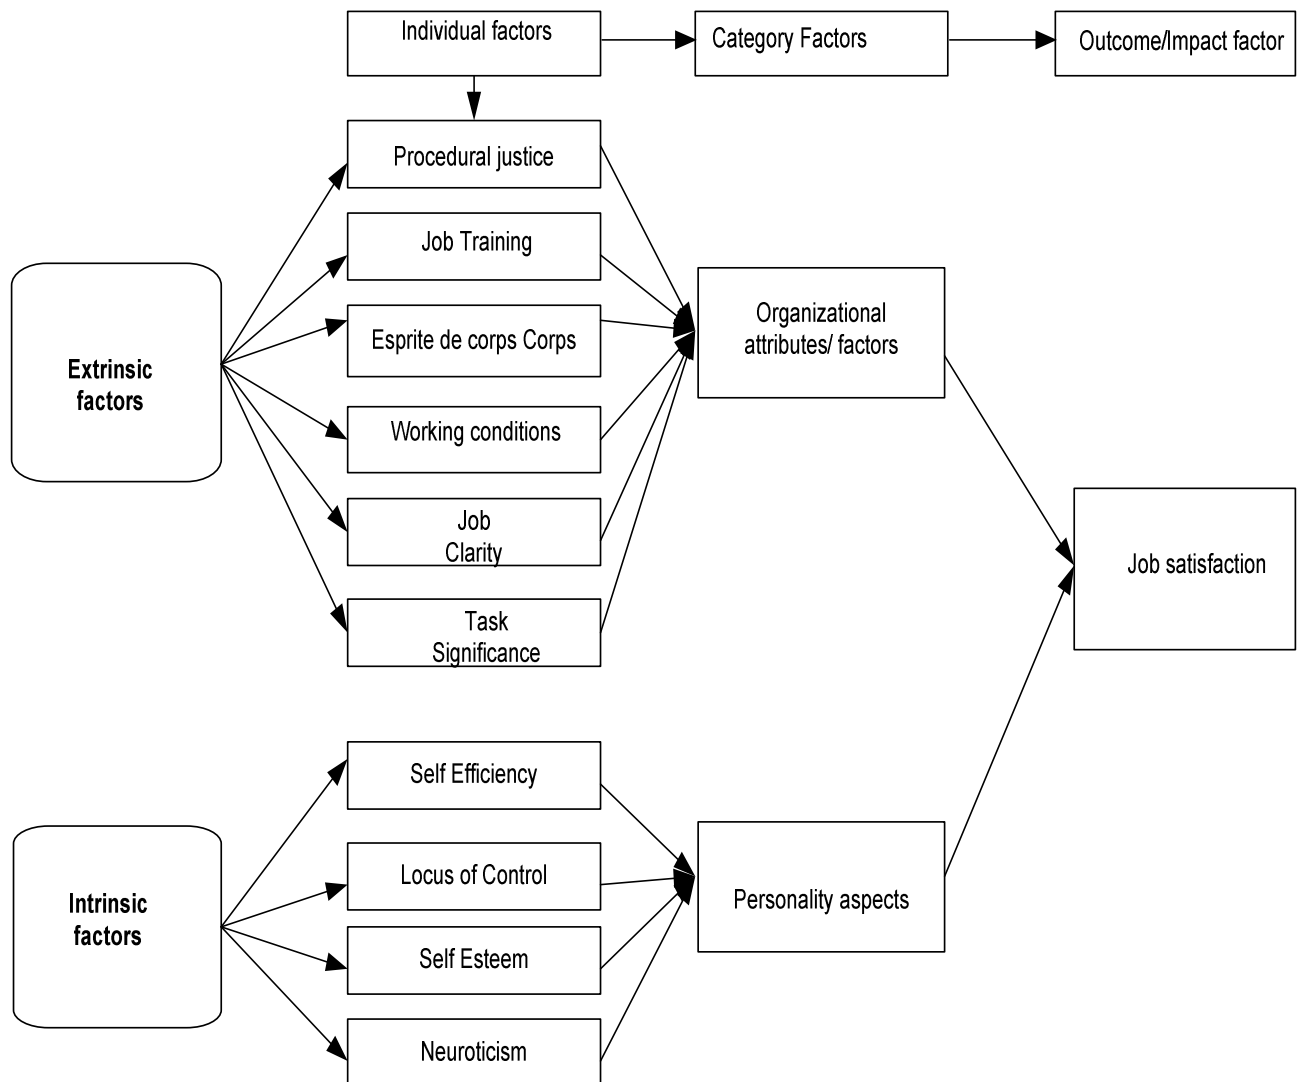 Individual factors
Category Factors
Outcome/Impact factor
Procedural justice
Job Training
Esprite de corps Corps
Working conditions
Job
Clarity
Task
Significance
Extrinsic
factors
Organizational
attributes/ factors
Job satisfaction
Self Efficiency
Locus of Control
Self Esteem
Neuroticism
Intrinsic
factors
Personality aspects